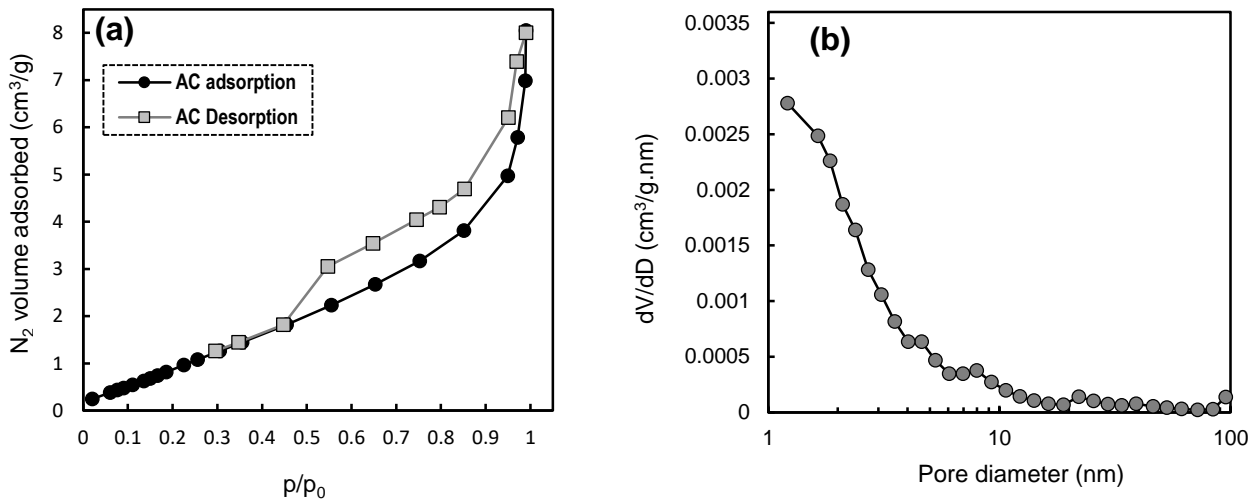 (a)
AC adsorption
AC Desorption
N₂ volume adsorbed (cm³/g)
8
7
6
5
4
3
2
1
0
0 0.1 0.2 0.3 0.4 0.5 0.6 0.7 0.8 0.9 1
p/p₀
(b)
dV/dD (cm³/g.nm)
0.0035
0.003
0.0025
0.002
0.0015
0.001
0.0005
0
1 10 100
Pore diameter (nm)